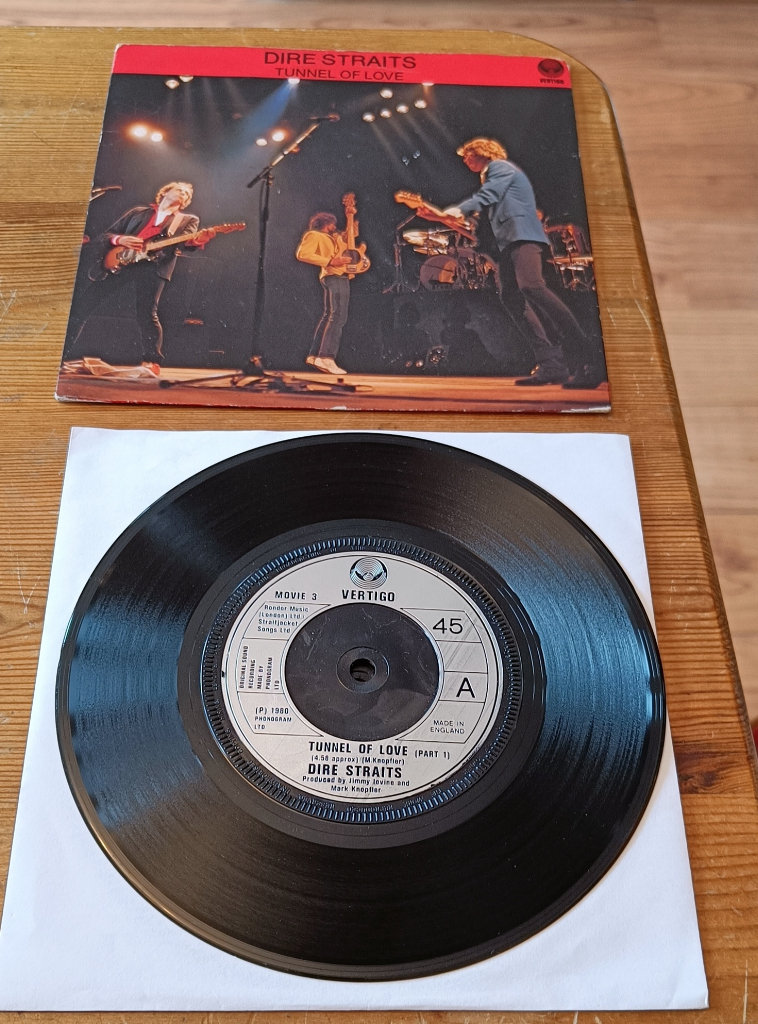 DIRE STRAITS
TUNNEL OF LOVE
VERTIGO
MOVIE 3 VERTIGO
Rondor Music
(London) Ltd./
Straitjacket
Songs Ltd
45
ORIGINAL SOUND
RECORDING
MADE BY
PHONOGRAM
LTD
A
(P) 1980
PHONOGRAM
LTD
MADE IN
ENGLAND
TUNNEL OF LOVE (PART 1)
(4.58 approx) (M.Knopfler)
DIRE STRAITS
Produced by Jimmy Iovine and
Mark Knopfler